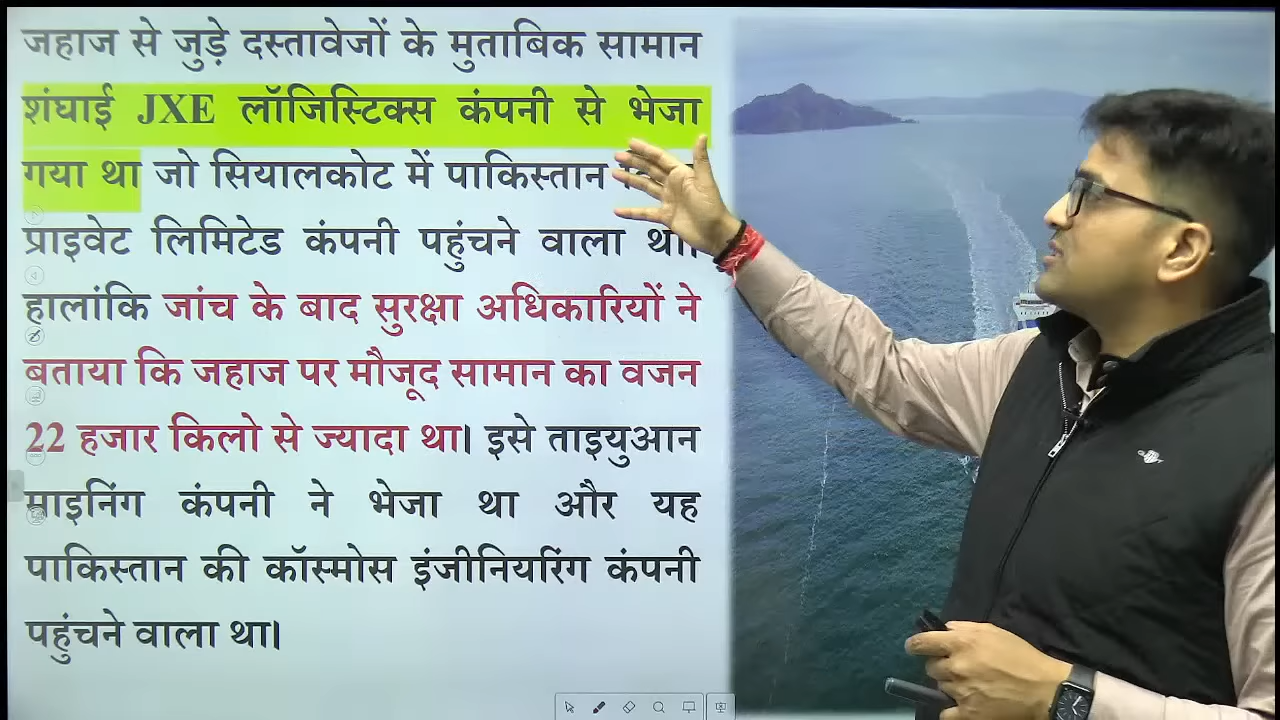 जहाज से जुड़े दस्तावेजों के मुताबिक सामान
शंघाई JXE लॉजिस्टिक्स कंपनी से भेजा
गया था जो सियालकोट में पाकिस्तान
प्राइवेट लिमिटेड कंपनी पहुंचने वाला था।
हालांकि जांच के बाद सुरक्षा अधिकारियों ने
बताया कि जहाज पर मौजूद सामान का वजन
22 हजार किलो से ज्यादा था। इसे ताइयुआन
माइनिंग कंपनी ने भेजा था और यह
पाकिस्तान की कॉस्मोस इंजीनियरिंग कंपनी
पहुंचने वाला था।